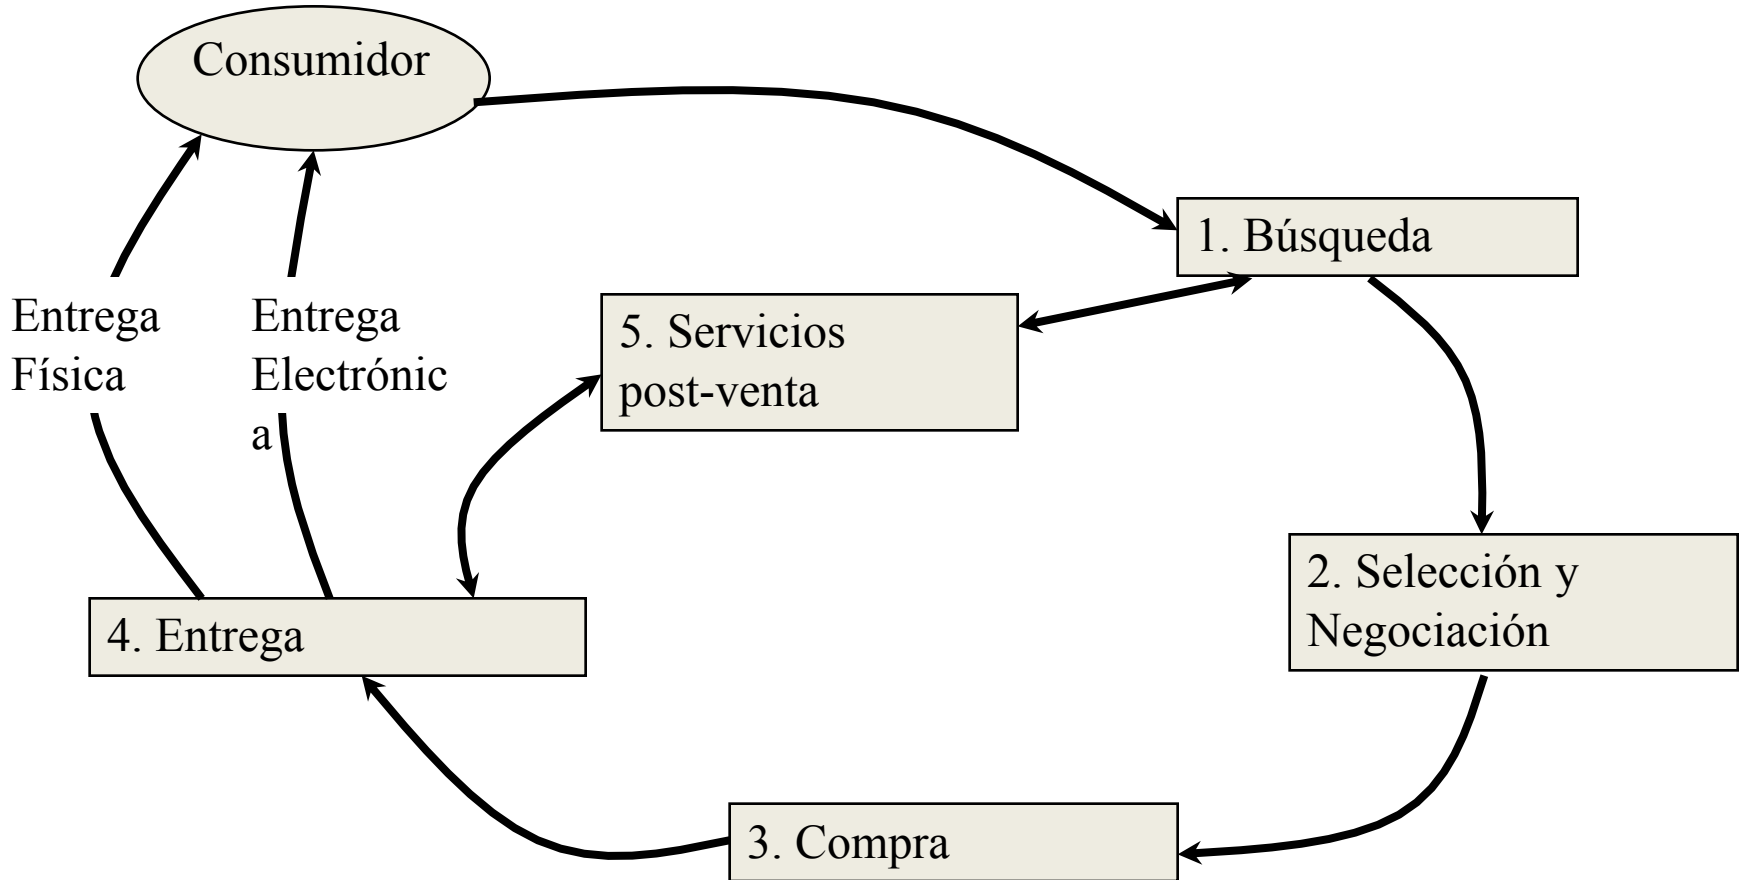 Consumidor
1. Búsqueda
Entrega
Física
Entrega
Electrónic
a
5. Servicios
post-venta
2. Selección y
Negociación
4. Entrega
3. Compra